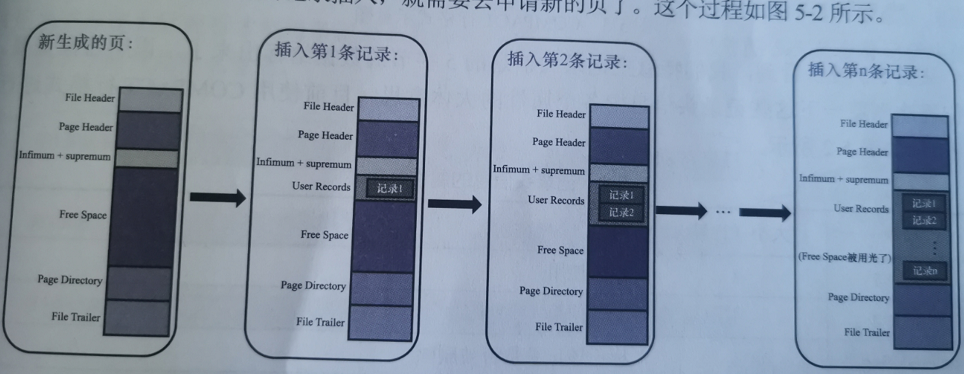 就需要去申请新的页了。这个过程如图 5-2 所示。
新生成的页:
File Header
Page Header
Infimum + supremum
Free Space
Page Directory
File Trailer
插入第1条记录:
File Header
Page Header
Infimum + supremum
User Records
记录1
Free Space
Page Directory
File Trailer
插入第2条记录:
File Header
Page Header
Infimum + supremum
User Records
记录1
记录2
Free Space
Page Directory
File Trailer
...
插入第n条记录:
File Header
Page Header
Infimum + supremum
User Records
记录1
记录2
⋮
(Free Space被用光了)
记录n
Page Directory
File Trailer